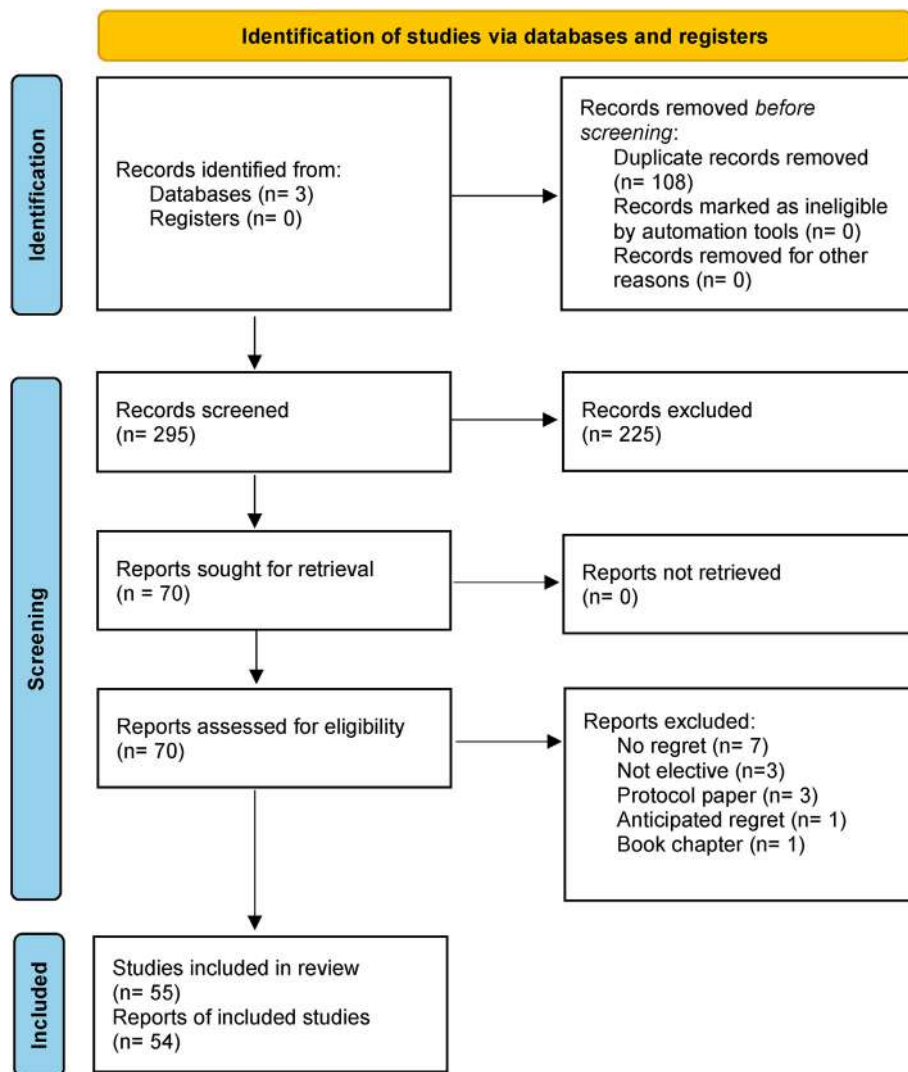 Identification of studies via databases and registers
Identification
Records identified from:
Databases (n= 3)
Registers (n= 0)
Records removed before
screening:
Duplicate records removed
(n= 108)
Records marked as ineligible
by automation tools (n= 0)
Records removed for other
reasons (n= 0)
Screening
Records screened
(n= 295)
Records excluded
(n= 225)
Reports sought for retrieval
(n = 70)
Reports not retrieved
(n= 0)
Reports assessed for eligibility
(n= 70)
Reports excluded:
No regret (n= 7)
Not elective (n=3)
Protocol paper (n= 3)
Anticipated regret (n= 1)
Book chapter (n= 1)
Included
Studies included in review
(n= 55)
Reports of included studies
(n= 54)